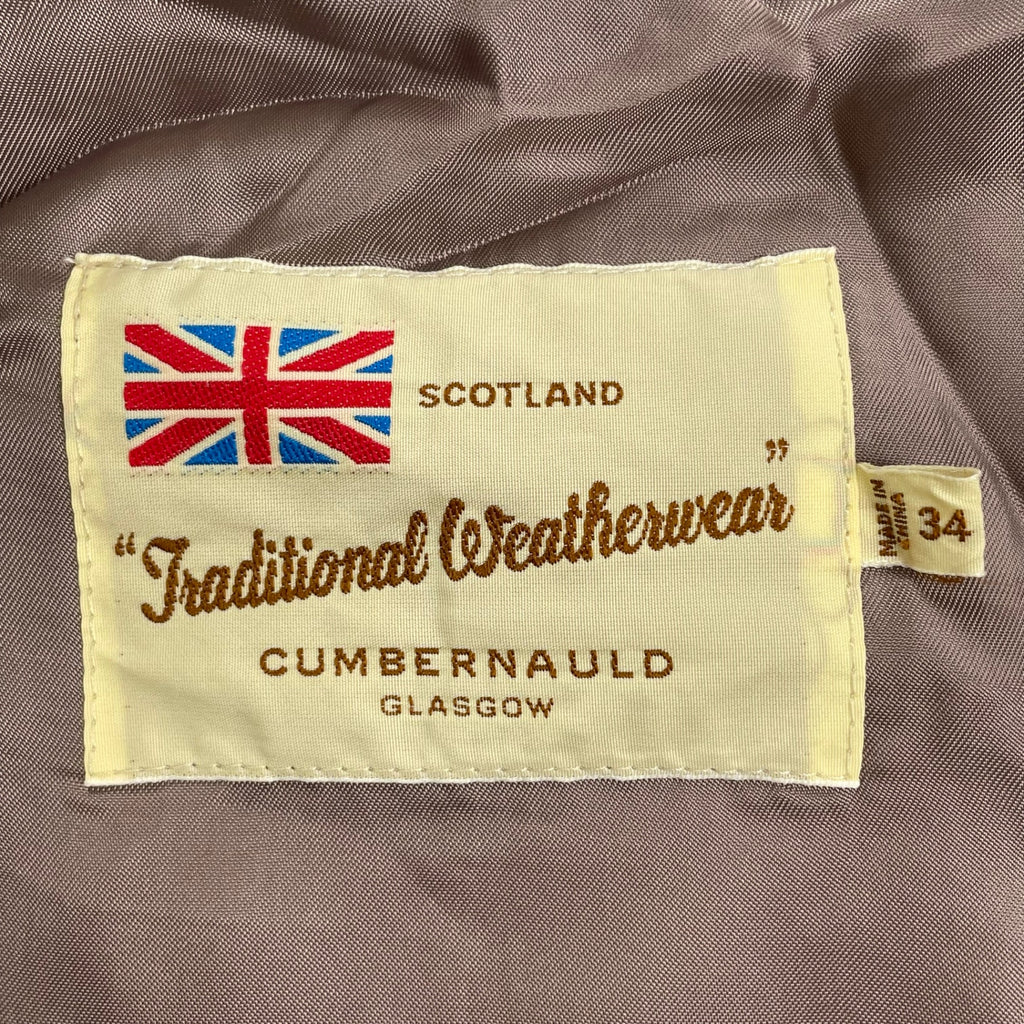 SCOTLAND
“Traditional Weatherwear”
CUMBERNAULD
GLASGOW
MADE IN
CHINA
34